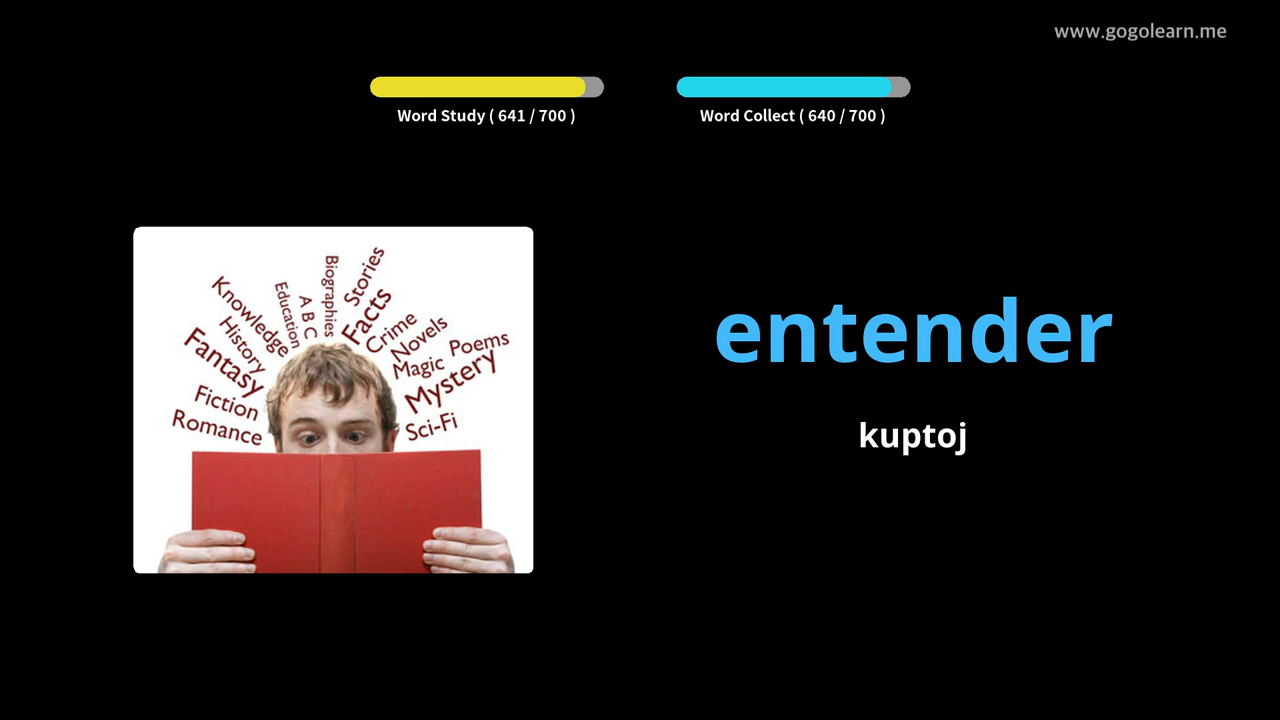 www.gogolearn.me
Word Study ( 641 / 700 )
Word Collect ( 640 / 700 )
Biographies
Stories
Education
A B C
Facts
Knowledge
Crime
History
Novels
Fantasy
Magic
Poems
Fiction
Mystery
Romance
Sci-Fi
entender
kuptoj